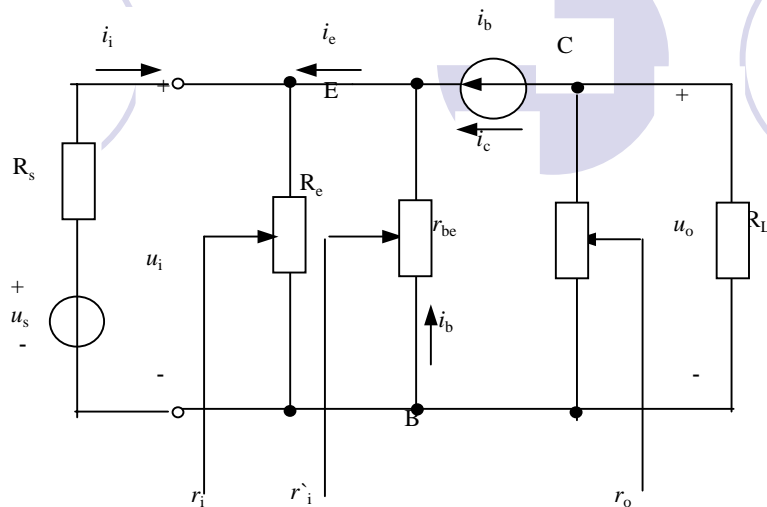 i_b
i_i
i_e
C
+
E
+
i_c
R_s
R_e
r_be
u_o
R_L
u_i
+
u_s
-
i_b
-
-
B
r_i
r`_i
r_o